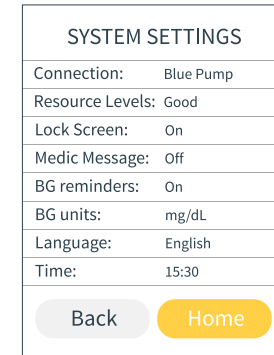 SYSTEM SETTINGS
Connection: Blue Pump
Resource Levels: Good
Lock Screen: On
Medic Message: Off
BG reminders: On
BG units: mg/dL
Language: English
Time: 15:30
Back Home